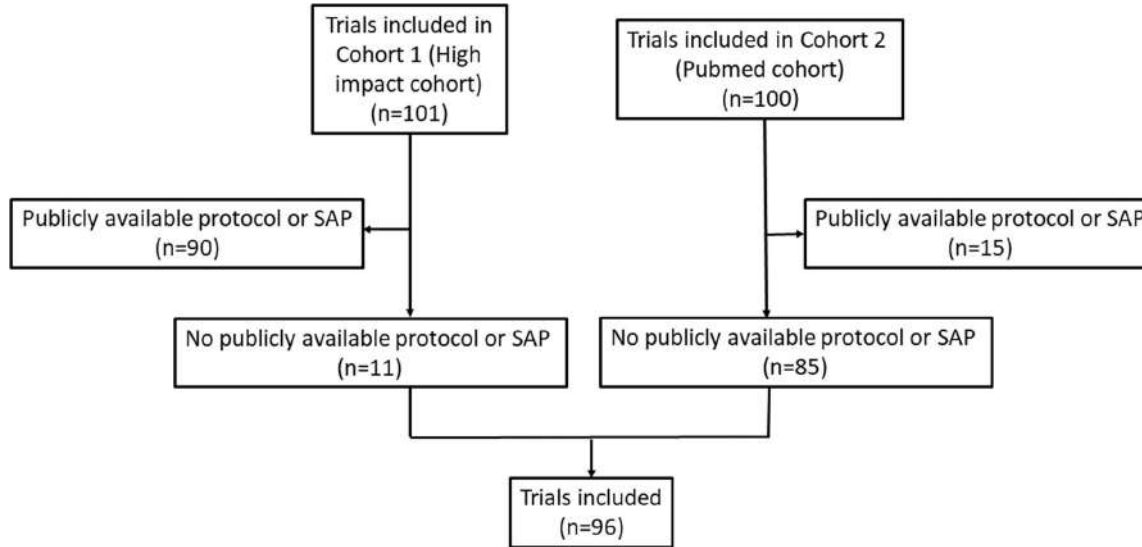 Trials included in
Cohort 1 (High
impact cohort)
(n=101)
Trials included in Cohort 2
(Pubmed cohort)
(n=100)
Publicly available protocol or SAP
(n=90)
Publicly available protocol or SAP
(n=15)
No publicly available protocol or SAP
(n=11)
No publicly available protocol or SAP
(n=85)
Trials included
(n=96)